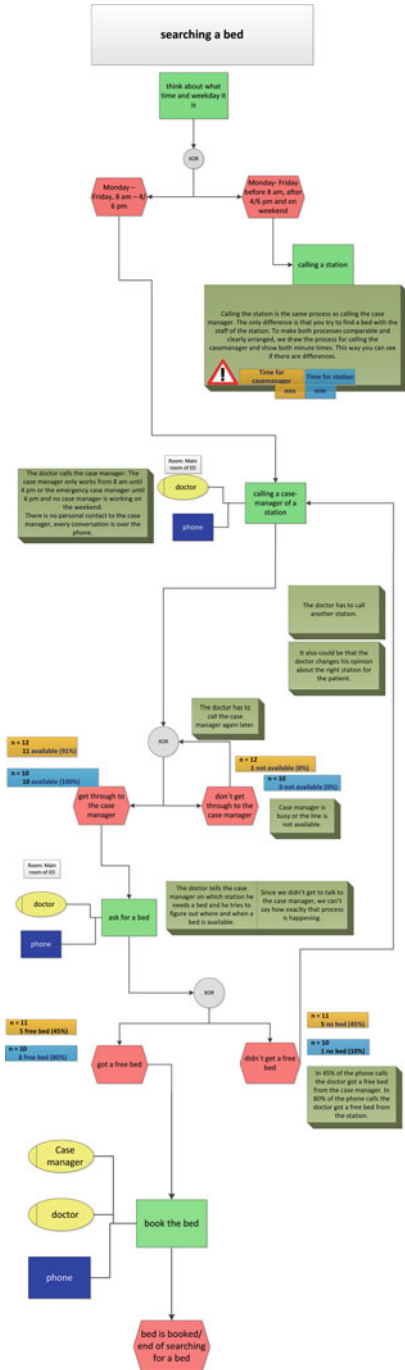 searching a bed
think about what
time and weekday it
is
XOR
Monday –
Friday, 8 am – 4/
6 pm
Monday- Friday
before 8 am, after
4/6 pm and on
weekend
calling a station
Calling the station is the same process as calling the case
manager. The only difference is that you try to find a bed with the
staff of the station. To make both processes comparable and
clearly arranged, we draw the process for calling the
casemanager and show both minute times. This way you can see
if there are differences.
Time for
casemanager
Time for station
min
min
The doctor calls the case manager. The
case manager only works from 8 am until
4 pm or the emergency case manager until
6 pm and no case manager is working on
the weekend.
There is no personal contact to the case
manager, every conversation is over the
phone.
Room: Main
room of ED
doctor
phone
calling a case-
manager of a
station
The doctor has to call
another station.
It also could be that the
doctor changes his opinion
about the right station for
the patient.
The doctor has to
call the case
manager again later.
XOR
n = 12
11 available (91%)
n = 10
10 available (100%)
n = 12
1 not available (8%)
n = 10
0 not available (0%)
get through to
the case
manager
don't get
through to the
case manager
Case manager is
busy or the line is
not available.
Room: Main
room of ED
doctor
phone
ask for a bed
The doctor tells the case
manager on which station he
needs a bed and he tries to
figure out where and when a
bed is available.
Since we didn't get to talk to
the case manager, we can't
say how exactly that process
is happening.
XOR
n = 11
5 free bed (45%)
n = 10
8 free bed (80%)
got a free bed
didn´t get a free
bed
n = 11
5 no bed (45%)
n = 10
1 no bed (10%)
In 45% of the phone calls
the doctor got a free bed
from the case manager. In
80% of the phone calls the
doctor got a free bed from
the station.
Case
manager
doctor
phone
book the bed
bed is booked/
end of searching
for a bed